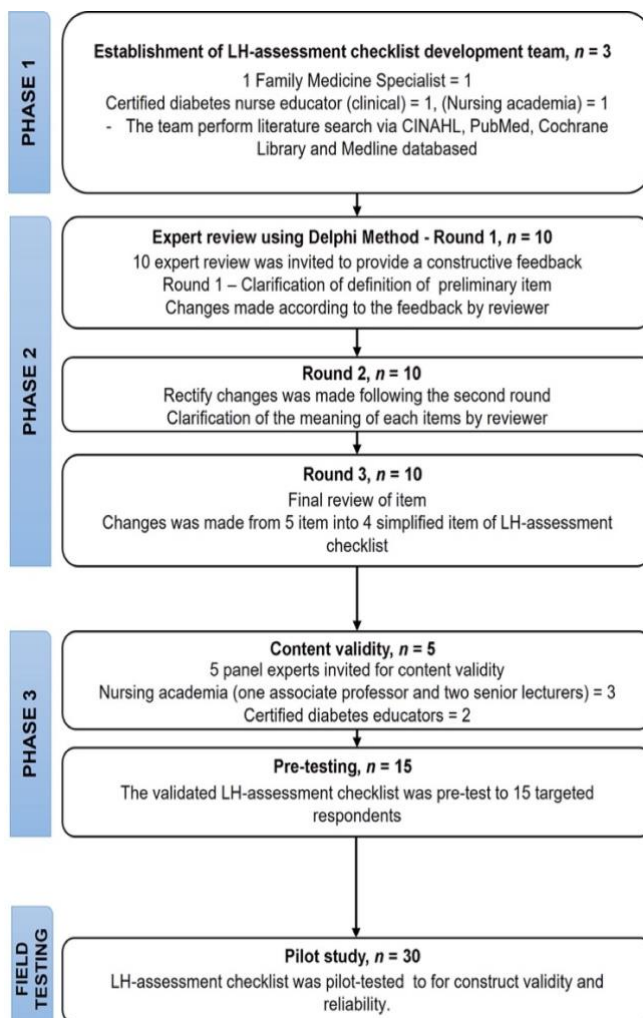 PHASE 1
Establishment of LH-assessment checklist development team, n = 3
1 Family Medicine Specialist = 1
Certified diabetes nurse educator (clinical) = 1, (Nursing academia) = 1
- The team perform literature search via CINAHL, PubMed, Cochrane
Library and Medline databased
PHASE 2
Expert review using Delphi Method - Round 1, n = 10
10 expert review was invited to provide a constructive feedback
Round 1 – Clarification of definition of preliminary item
Changes made according to the feedback by reviewer
Round 2, n = 10
Rectify changes was made following the second round
Clarification of the meaning of each items by reviewer
Round 3, n = 10
Final review of item
Changes was made from 5 item into 4 simplified item of LH-assessment
checklist
PHASE 3
Content validity, n = 5
5 panel experts invited for content validity
Nursing academia (one associate professor and two senior lecturers) = 3
Certified diabetes educators = 2
Pre-testing, n = 15
The validated LH-assessment checklist was pre-test to 15 targeted
respondents
FIELD
TESTING
Pilot study, n = 30
LH-assessment checklist was pilot-tested to for construct validity and
reliability.